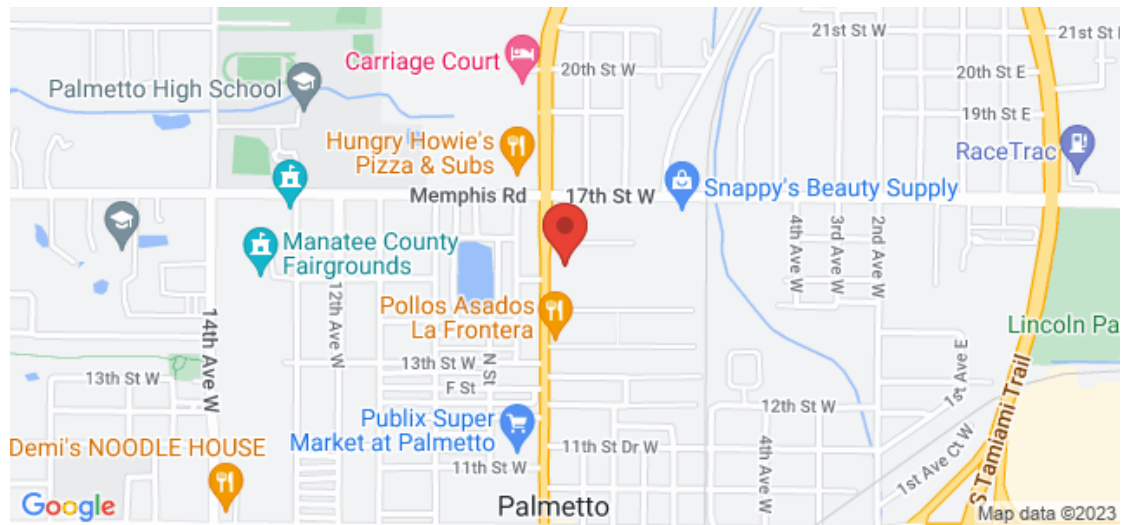 21st St W
21st St
Carriage Court
20th St W
20th St E
Palmetto High School
19th St E
Hungry Howie's
Pizza & Subs
RaceTrac
Memphis Rd
17th St W
Snappy's Beauty Supply
Manatee County
Fairgrounds
4th Ave W
3rd Ave W
2nd Ave W
12th Ave W
14th Ave W
Pollos Asados
La Frontera
Lincoln Pa
13th St W
N St
13th St W
F St
1st Ave E
12th St W
Publix Super
Market at Palmetto
S Tamiami Trail
Demi's NOODLE HOUSE
11th St Dr W
4th Ave W
1st Ave Ct W
11th St W
Google
Palmetto
Map data ©2023